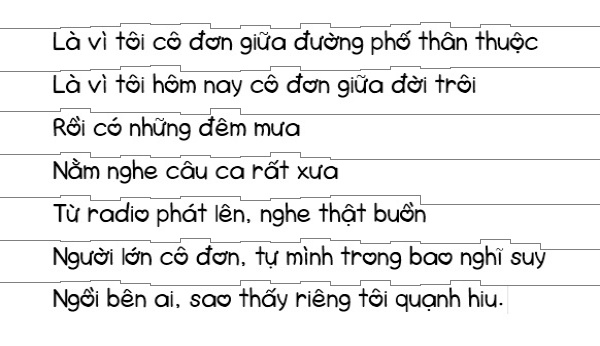 Là vì tôi cô đơn giữa đường phố thân thuộc
Là vì tôi hôm nay cô đơn giữa đời trôi
Rồi có những đêm mưa
Nằm nghe câu ca rất xưa
Từ radio phát lên, nghe thật buồn
Người lớn cô đơn, tự mình trong bao nghĩ suy
Ngồi bên ai, sao thấy riêng tôi quạnh hiu.